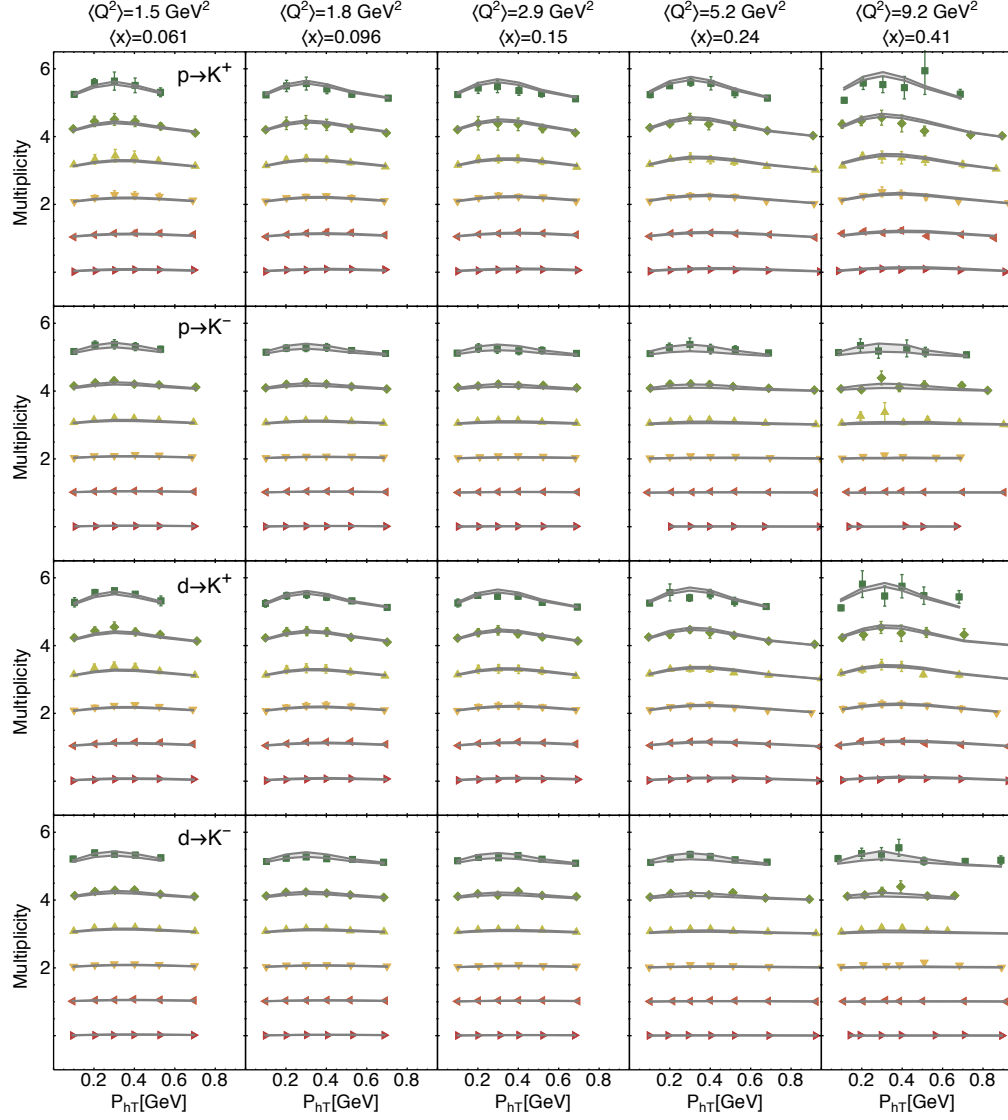 ⟨Q²⟩=1.5 GeV² ⟨Q²⟩=1.8 GeV² ⟨Q²⟩=2.9 GeV² ⟨Q²⟩=5.2 GeV² ⟨Q²⟩=9.2 GeV²
⟨x⟩=0.061 ⟨x⟩=0.096 ⟨x⟩=0.15 ⟨x⟩=0.24 ⟨x⟩=0.41
p→K⁺
6
4
2
Multiplicity
p→K⁻
6
4
2
Multiplicity
d→K⁺
6
4
2
Multiplicity
d→K⁻
6
4
2
Multiplicity
0.2 0.4 0.6 0.8 0.2 0.4 0.6 0.8 0.2 0.4 0.6 0.8 0.2 0.4 0.6 0.8 0.2 0.4 0.6 0.8
P_hT[GeV] P_hT[GeV] P_hT[GeV] P_hT[GeV] P_hT[GeV]